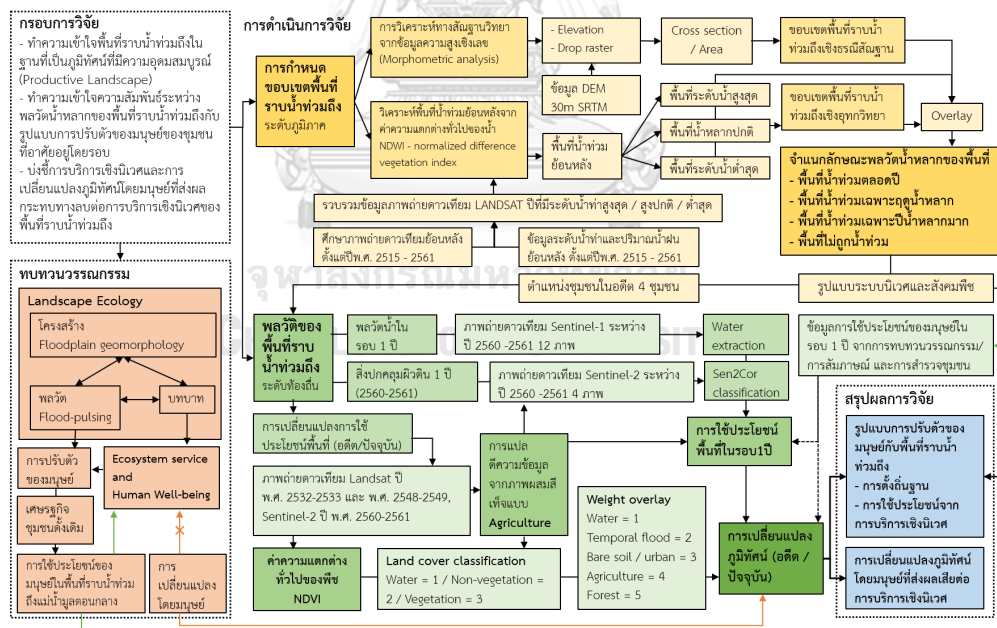 กรอบการวิจัย
- ทำความเข้าใจพื้นที่ราบน้ำท่วมถึงใน
ฐานที่เป็นภูมิทัศน์ที่มีความอุดมสมบูรณ์
(Productive Landscape)
- ทำความเข้าใจความสัมพันธ์ระหว่าง
พลวัตน้ำหลากของพื้นที่ราบน้ำท่วมถึงกับ
รูปแบบการปรับตัวของมนุษย์ของชุมชน
ที่อาศัยอยู่โดยรอบ
- บ่งชี้การบริการเชิงนิเวศและการ
เปลี่ยนแปลงภูมิทัศน์โดยมนุษย์ที่ส่งผล
กระทบทางลบต่อการบริการเชิงนิเวศของ
พื้นที่ราบน้ำท่วมถึง
ทบทวนวรรณกรรม
Landscape Ecology
โครงสร้าง
Floodplain geomorphology
พลวัต
Flood-pulsing
บทบาท
การปรับตัว
ของมนุษย์
Ecosystem service
and
Human Well-being
เศรษฐกิจ
ชุมชนดั้งเดิม
การใช้ประโยชน์ของ
มนุษย์ในพื้นที่ราบน้ำท่วม
ถึงแม่น้ำมูลตอนกลาง
การ
เปลี่ยนแปลง
โดยมนุษย์
การดำเนินการวิจัย
การกำหนด
ขอบเขตพื้นที่
ราบน้ำท่วมถึง
ระดับภูมิภาค
การวิเคราะห์ทางสัณฐานวิทยา
จากข้อมูลความสูงเชิงเลข
(Morphometric analysis)
- Elevation
- Drop raster
Cross section
/ Area
ขอบเขตพื้นที่ราบน้ำ
ท่วมถึงเชิงธรณีสัณฐาน
ข้อมูล DEM
30m SRTM
วิเคราะห์พื้นที่น้ำท่วมย้อนหลังจาก
ค่าความแตกต่างทั่วไปของน้ำ
NDWI - normalized difference
vegetation index
พื้นที่น้ำท่วม
ย้อนหลัง
พื้นที่ระดับน้ำสูงสุด
พื้นที่น้ำหลากปกติ
พื้นที่ระดับน้ำต่ำสุด
ขอบเขตพื้นที่ราบน้ำ
ท่วมถึงเชิงอุทกวิทยา
Overlay
จำแนกลักษณะพลวัตน้ำหลากของพื้นที่
- พื้นที่น้ำท่วมตลอดปี
- พื้นที่น้ำท่วมเฉพาะฤดูน้ำหลาก
- พื้นที่น้ำท่วมเฉพาะปีน้ำหลากมาก
- พื้นที่ไม่ถูกน้ำท่วม
รวบรวมข้อมูลภาพถ่ายดาวเทียม LANDSAT ปีที่มีระดับน้ำท่าสูงสุด / สูงปกติ / ต่ำสุด
ศึกษาภาพถ่ายดาวเทียมย้อนหลัง
ตั้งแต่ปีพ.ศ. 2515 - 2561
ข้อมูลระดับน้ำท่าและปริมาณน้ำฝน
ย้อนหลัง ตั้งแต่ปีพ.ศ. 2515 - 2561
ตำแหน่งชุมชนในอดีต 4 ชุมชน
รูปแบบระบบนิเวศและสังคมพืช
พลวัติของ
พื้นที่ราบ
น้ำท่วมถึง
ระดับท้องถิ่น
พลวัตน้ำใน
รอบ 1 ปี
ภาพถ่ายดาวเทียม Sentinel-1 ระหว่าง
ปี 2560 -2561 12 ภาพ
Water
extraction
สิ่งปกคลุมผิวดิน 1 ปี
(2560-2561)
ภาพถ่ายดาวเทียม Sentinel-2 ระหว่าง
ปี 2560 -2561 4 ภาพ
Sen2Cor
classification
ข้อมูลการใช้ประโยชน์ของมนุษย์ใน
รอบ 1 ปี จากการทบทวนวรรณกรรม/
การสัมภาษณ์ และการสำรวจชุมชน
การเปลี่ยนแปลงการใช้
ประโยชน์พื้นที่ (อดีต/ปัจจุบัน)
การแปล
ตีความข้อมูล
จากภาพผสมสี
เท็จแบบ
Agriculture
การใช้ประโยชน์
พื้นที่ในรอบ1ปี
ภาพถ่ายดาวเทียม Landsat ปี
พ.ศ. 2532-2533 และ พ.ศ. 2548-2549,
Sentinel-2 ปี พ.ศ. 2560-2561
ค่าความแตกต่าง
ทั่วไปของพืช
NDVI
Land cover classification
Water = 1 / Non-vegetation =
2 / Vegetation = 3
Weight overlay
Water = 1
Temporal flood = 2
Bare soil / urban = 3
Agriculture = 4
Forest = 5
การเปลี่ยนแปลง
ภูมิทัศน์ (อดีต /
ปัจจุบัน)
สรุปผลการวิจัย
รูปแบบการปรับตัวของ
มนุษย์กับพื้นที่ราบน้ำ
ท่วมถึง
- การตั้งถิ่นฐาน
- การใช้ประโยชน์จาก
การบริการเชิงนิเวศ
การเปลี่ยนแปลงภูมิทัศน์
โดยมนุษย์ที่ส่งผลเสียต่อ
การบริการเชิงนิเวศ